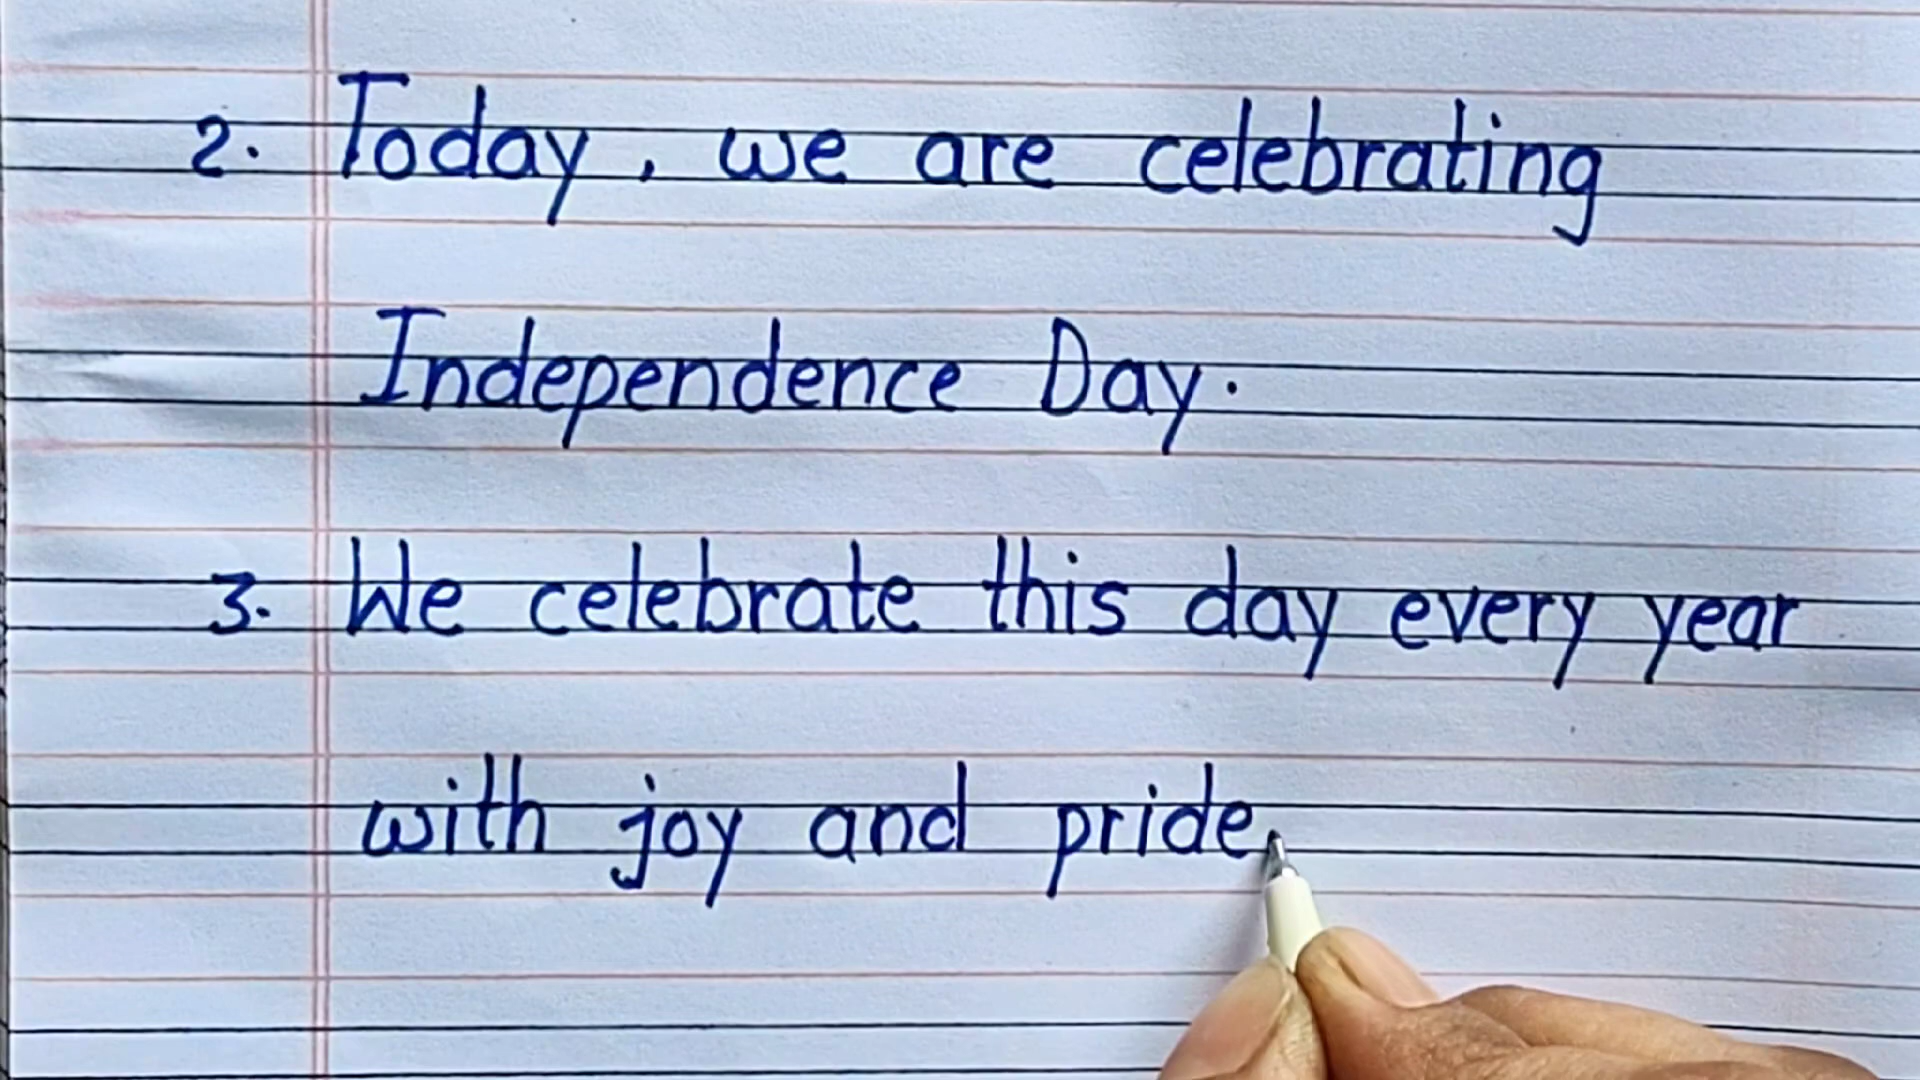 2. Today, we are celebrating
Independence Day.
3. We celebrate this day every year
with joy and pride.